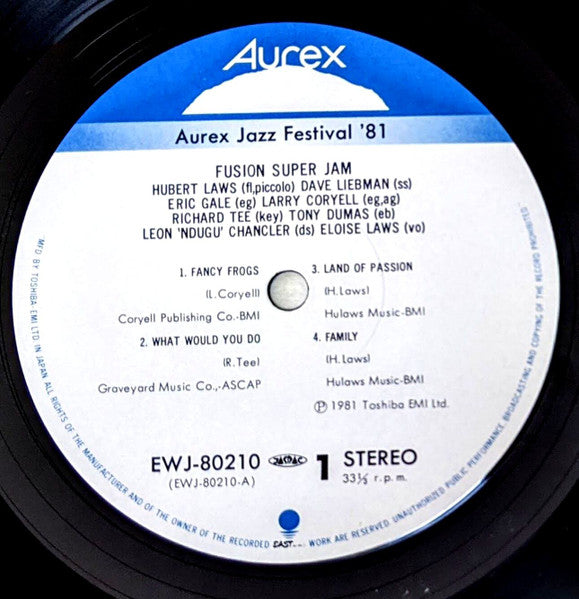 Aurex
Aurex Jazz Festival '81
FUSION SUPER JAM
HUBERT LAWS (fl,piccolo) DAVE LIEBMAN (ss)
ERIC GALE (eg) LARRY CORYELL (eg,ag)
RICHARD TEE (key) TONY DUMAS (eb)
LEON 'NDUGU' CHANCLER (ds) ELOISE LAWS (vo)
1. FANCY FROGS
(L. Coryell)
Coryell Publishing Co.-BMI
2. WHAT WOULD YOU DO
(R.Tee)
Graveyard Music Co.,-ASCAP
3. LAND OF PASSION
(H.Laws)
Hulaws Music-BMI
4. FAMILY
(H.Laws)
Hulaws Music-BMI
Ⓟ 1981 Toshiba EMI Ltd.
EWJ-80210
(EWJ-80210-A)
JASRAC
1
STEREO
33⅓ r.p.m.
MFD BY TOSHIBA EMI LTD IN JAPAN ALL RIGHTS OF THE MANUFACTURER AND OF THE OWNER OF THE RECORDED WORK ARE RESERVED. UNAUTHORIZED PUBLIC PERFORMANCE, BROADCASTING AND COPYING OF THE RECORD PROHIBITED.
EAST